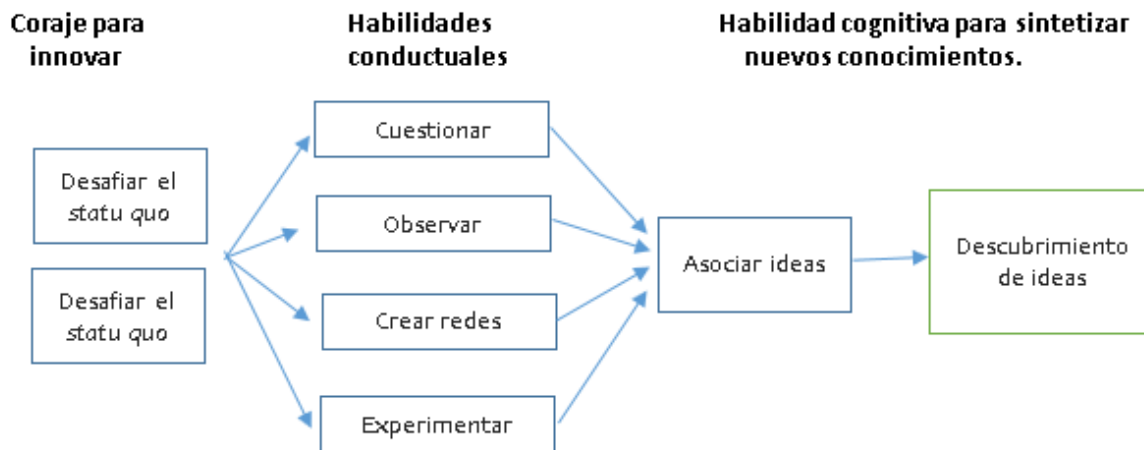 Coraje para
innovar
Habilidades
conductuales
Habilidad cognitiva para sintetizar
nuevos conocimientos.
Desafiar el
statu quo
Desafiar el
statu quo
Cuestionar
Observar
Crear redes
Experimentar
Asociar ideas
Descubrimiento
de ideas